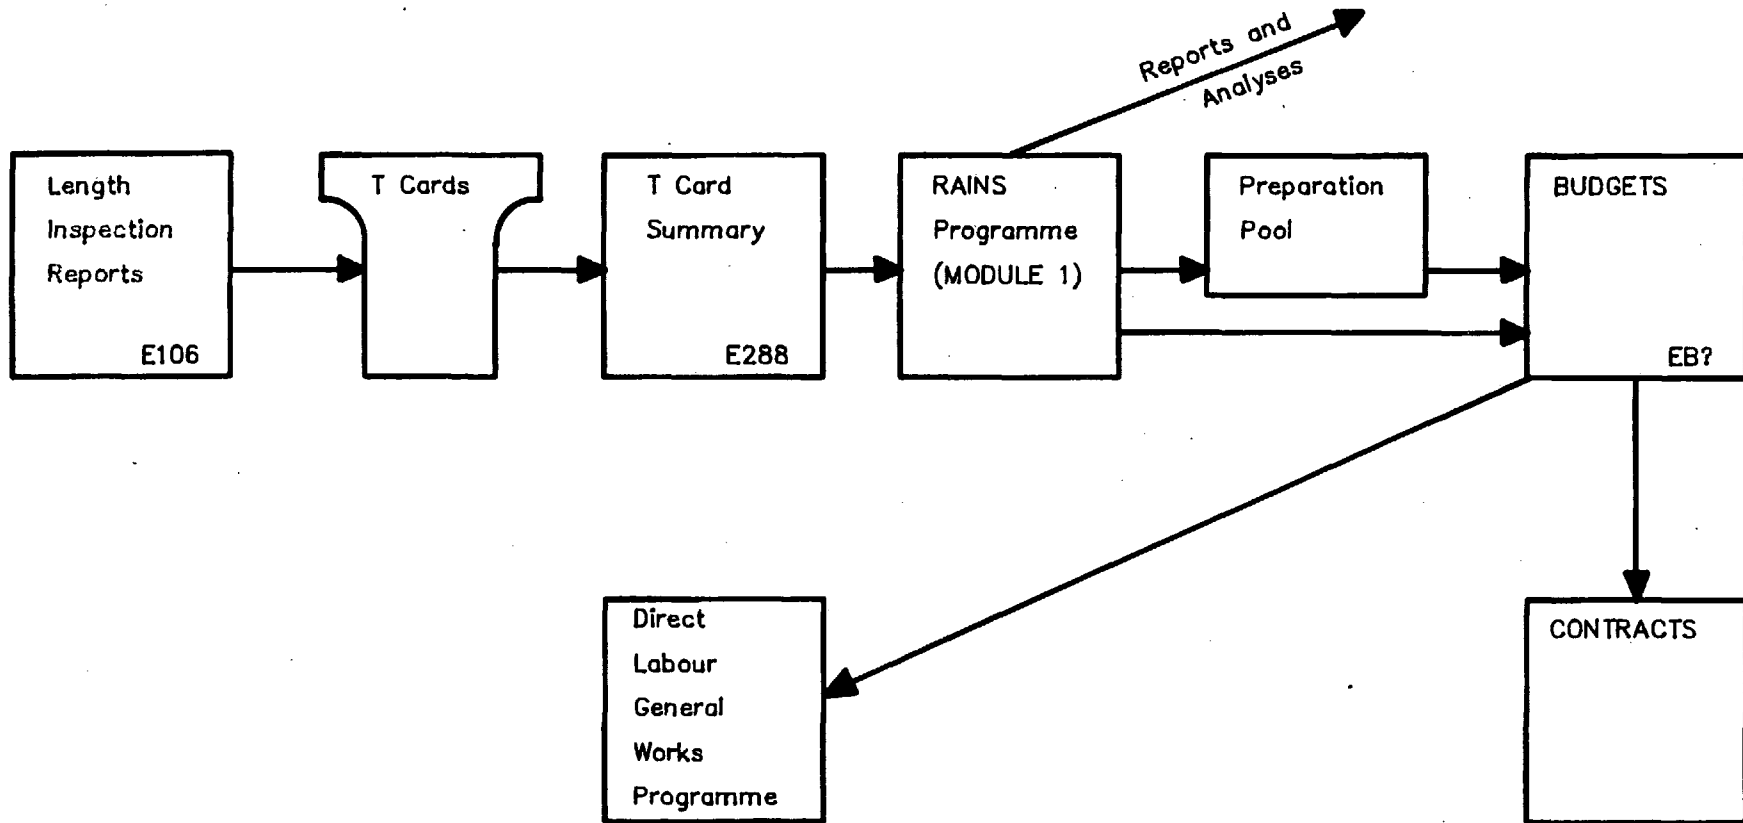 Reports and
Analyses
Length
Inspection
Reports
E106
T Cards
T Card
Summary
E288
RAINS
Programme
(MODULE 1)
Preparation
Pool
BUDGETS
EB?
Direct
Labour
General
Works
Programme
CONTRACTS